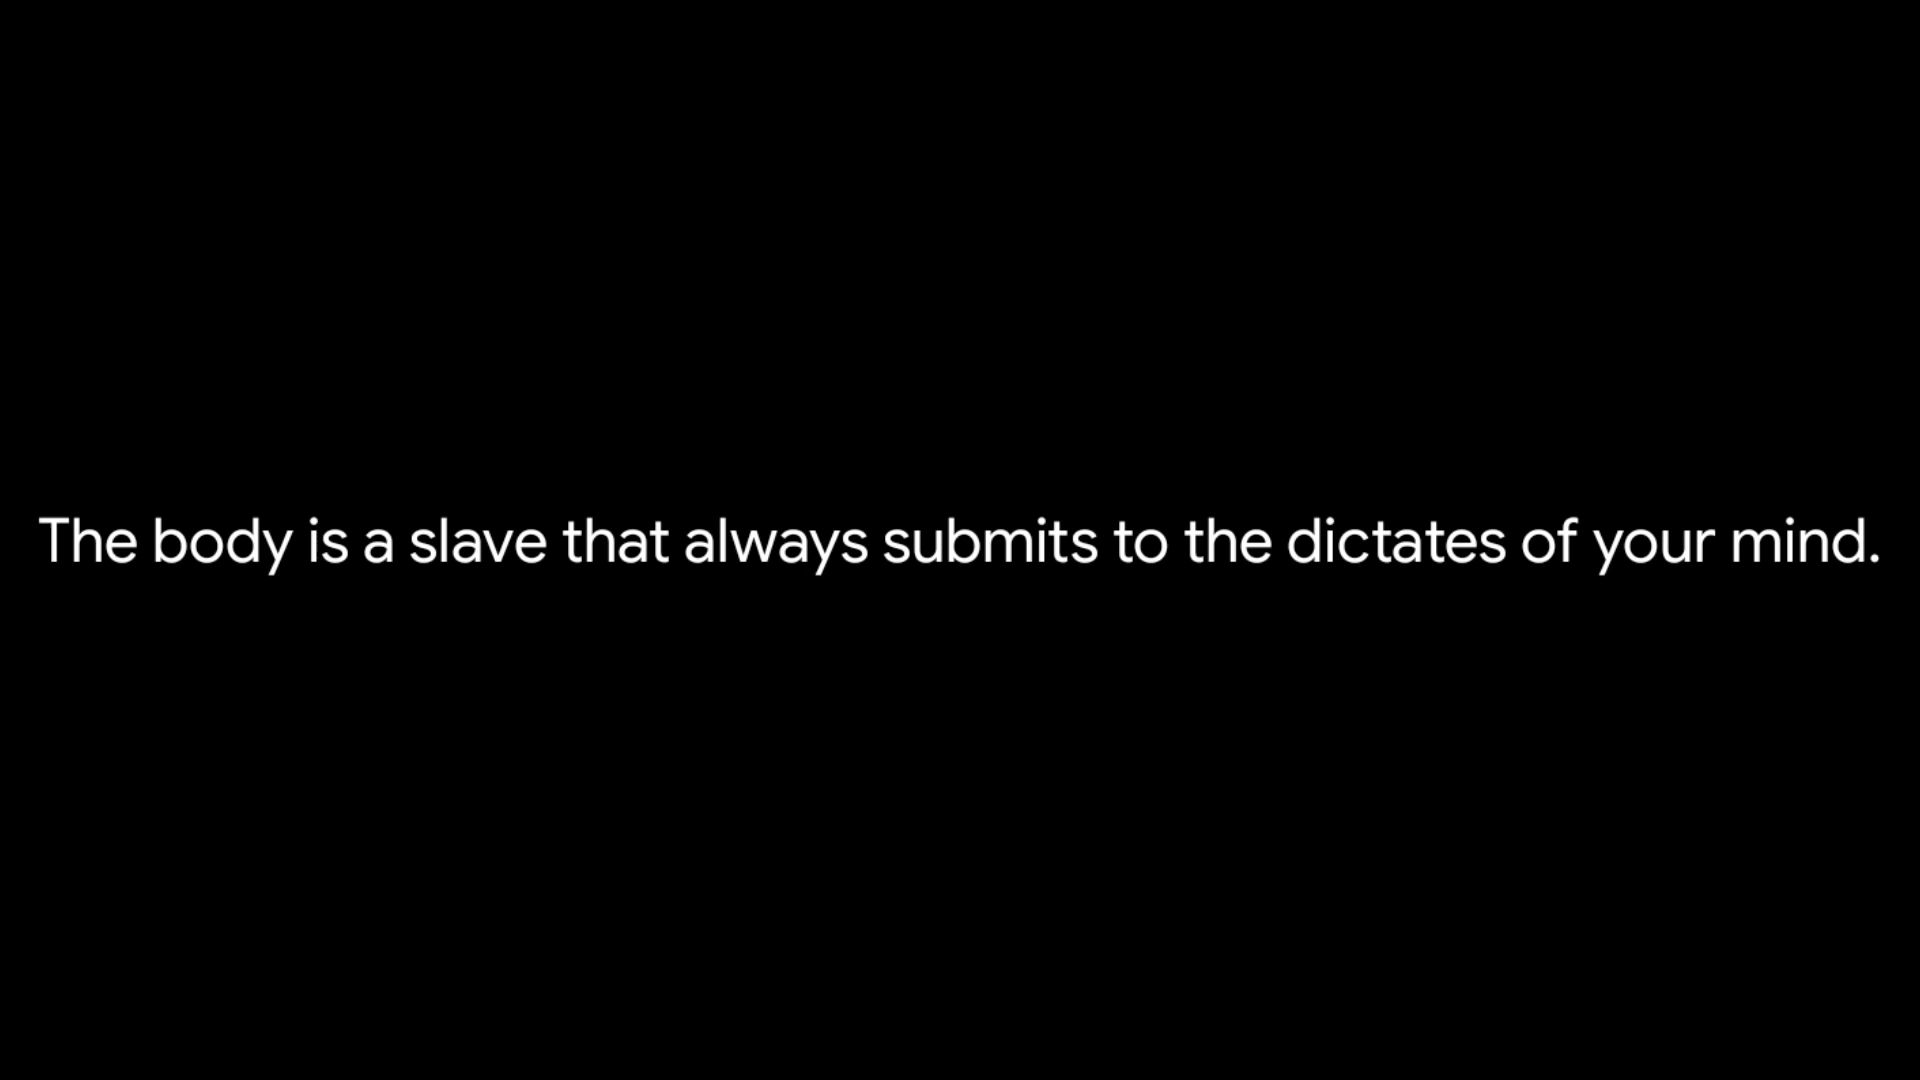 The body is a slave that always submits to the dictates of your mind.